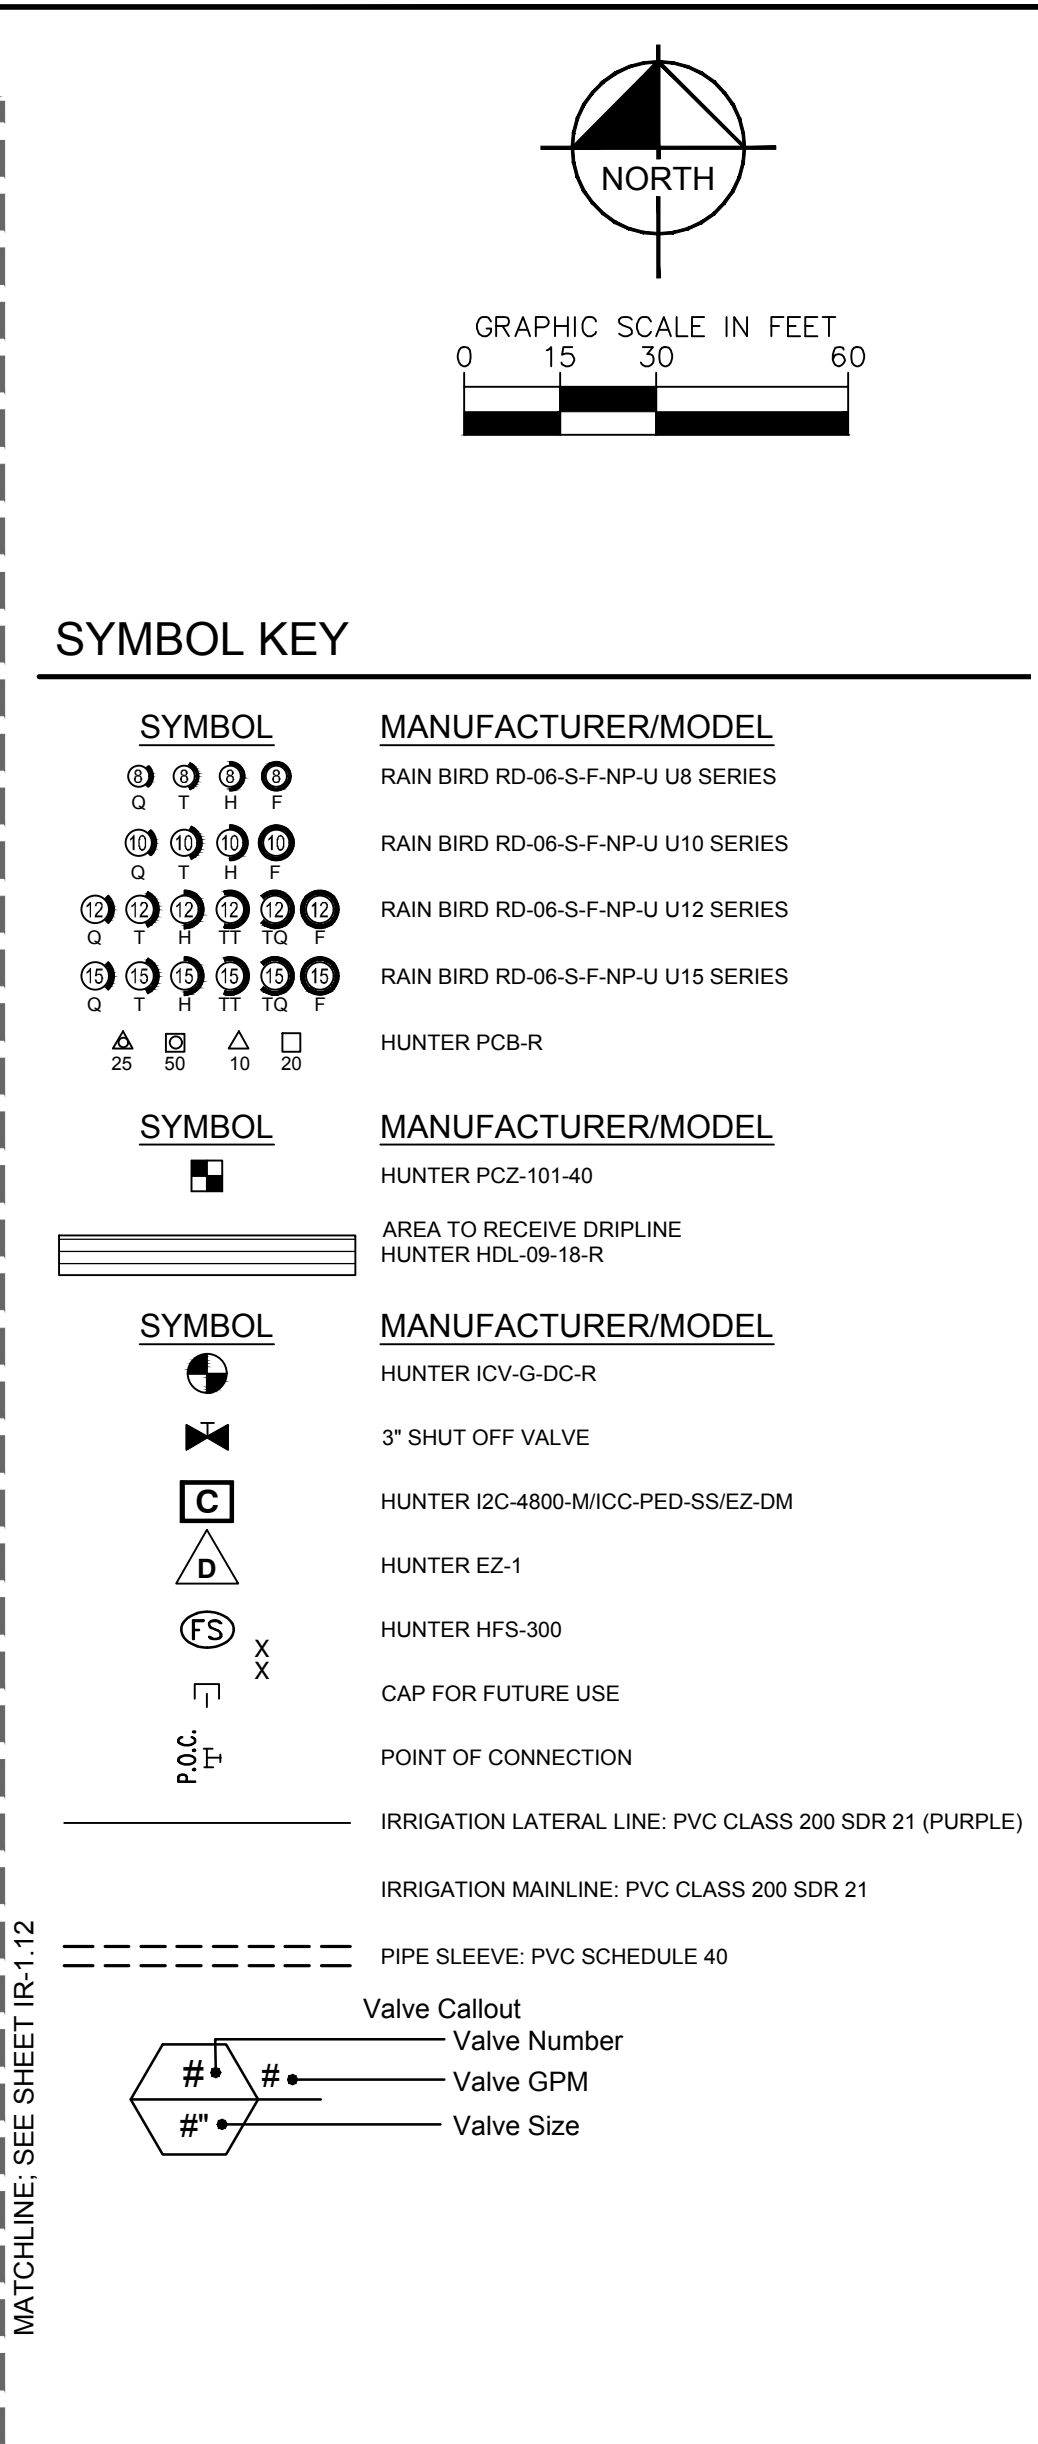 NORTH
GRAPHIC SCALE IN FEET
0 15 30 60
SYMBOL KEY
SYMBOL MANUFACTURER/MODEL
8 8 8 8 RAIN BIRD RD-06-S-F-NP-U U8 SERIES
Q T H F
10 10 10 10 RAIN BIRD RD-06-S-F-NP-U U10 SERIES
Q T H F
12 12 12 12 12 12 RAIN BIRD RD-06-S-F-NP-U U12 SERIES
Q T H TT TQ F
15 15 15 15 15 15 RAIN BIRD RD-06-S-F-NP-U U15 SERIES
Q T H TT TQ F
HUNTER PCB-R
25 50 10 20
SYMBOL MANUFACTURER/MODEL
HUNTER PCZ-101-40
AREA TO RECEIVE DRIPLINE
HUNTER HDL-09-18-R
SYMBOL MANUFACTURER/MODEL
HUNTER ICV-G-DC-R
3" SHUT OFF VALVE
C HUNTER I2C-4800-M/ICC-PED-SS/EZ-DM
D HUNTER EZ-1
FS HUNTER HFS-300
X
X
CAP FOR FUTURE USE
P.O.C. POINT OF CONNECTION
IRRIGATION LATERAL LINE: PVC CLASS 200 SDR 21 (PURPLE)
IRRIGATION MAINLINE: PVC CLASS 200 SDR 21
PIPE SLEEVE: PVC SCHEDULE 40
Valve Callout
Valve Number
# # Valve GPM
#" Valve Size
MATCHLINE; SEE SHEET IR-1.12